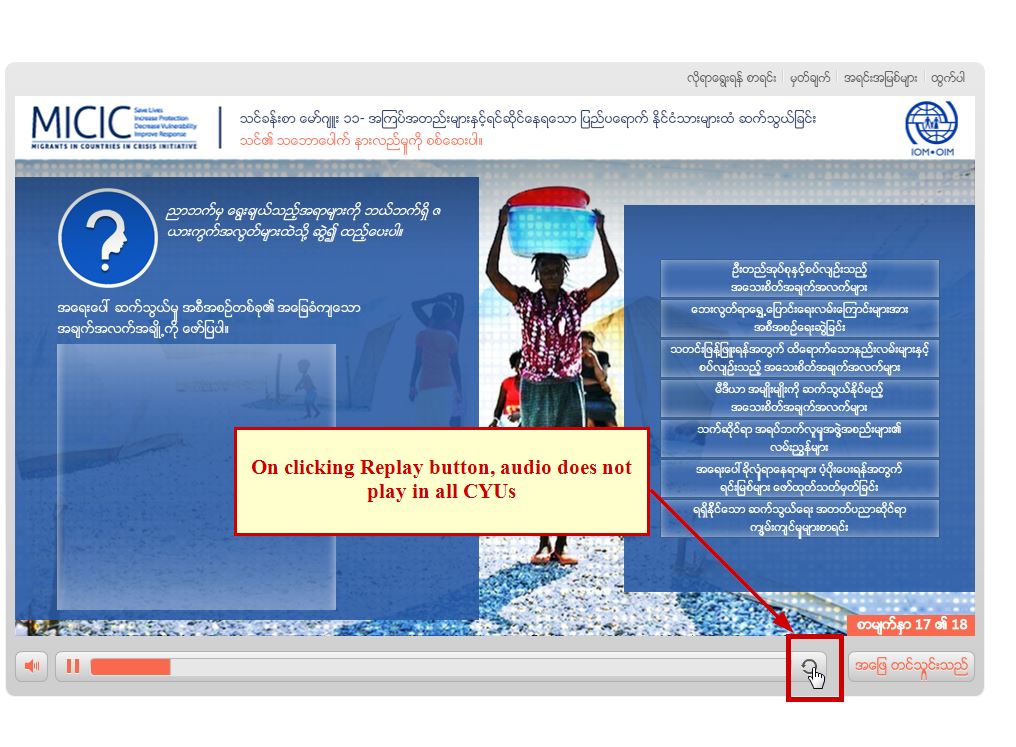 လိုရာရွေးရန် စာရင်း မှတ်ချက် အရင်းအမြစ်များ ထွက်ပါ
MICIC
Save Lives
Increase Protection
Decrease Vulnerability
Improve Response
MIGRANTS IN COUNTRIES IN CRISIS INITIATIVE
သင်ခန်းစာ မော်ကျူး ၁၁- အကြပ်အတည်းများနှင့်ရင်ဆိုင်နေရသော ပြည်ပရောက် နိုင်ငံသားများထံ ဆက်သွယ်ခြင်း
သင်၏ သဘောပေါက် နားလည်မှုကို စစ်ဆေးပါ။
IOM•OIM
ညာဘက်မှ ရွေးချယ်သည့်အရာများကို ဘယ်ဘက်ရှိ ဇ
ယားကွက်အလွတ်များထဲသို့ ဆွဲ၍ ထည့်ပေးပါ။
အရေးပေါ် ဆက်သွယ်မှု အစီအစဉ်တစ်ခု၏ အခြေခံကျသော
အချက်အလက်အချို့ကို ဖော်ပြပါ။
ဦးတည်အုပ်စုနှင့်စပ်လျဉ်းသည့်
အသေးစိတ်အချက်အလက်များ
ဘေးလွတ်ရာရွှေ့ပြောင်းရေးလမ်းကြောင်းများအား
အစီအစဉ်ရေးဆွဲခြင်း
သတင်းဖြန့်ဖြူးရန်အတွက် ထိရောက်သောနည်းလမ်းများနှင့်
စပ်လျဉ်းသည့် အသေးစိတ်အချက်အလက်များ
မီဒီယာ အမျိုးမျိုးကို ဆက်သွယ်နိုင်မည့်
အသေးစိတ်အချက်အလက်များ
သက်ဆိုင်ရာ အရပ်ဘက်လူမှုအဖွဲ့အစည်းများ၏
လမ်းညွှန်များ
အရေးပေါ်ခိုလှုံရာနေရာများ ပံ့ပိုးပေးရန်အတွက်
ရင်းမြစ်များ ဖော်ထုတ်သတ်မှတ်ခြင်း
ရရှိနိုင်သော ဆက်သွယ်ရေး အတတ်ပညာဆိုင်ရာ
ကျွမ်းကျင်မှုများစာရင်း
On clicking Replay button, audio does not
play in all CYUs
စာမျက်နှာ 17 ၏ 18
အဖြေ တင်သွင်းသည်